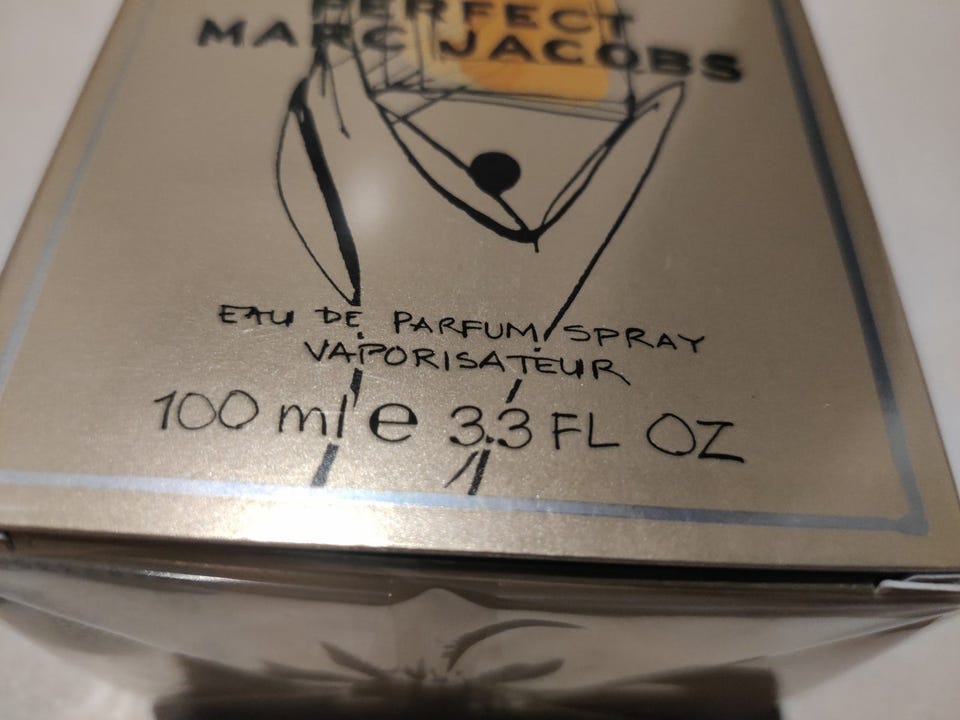 PERFECT
MARC JACOBS
EAU DE PARFUM SPRAY
VAPORISATEUR
100 ml e 3.3 FL OZ